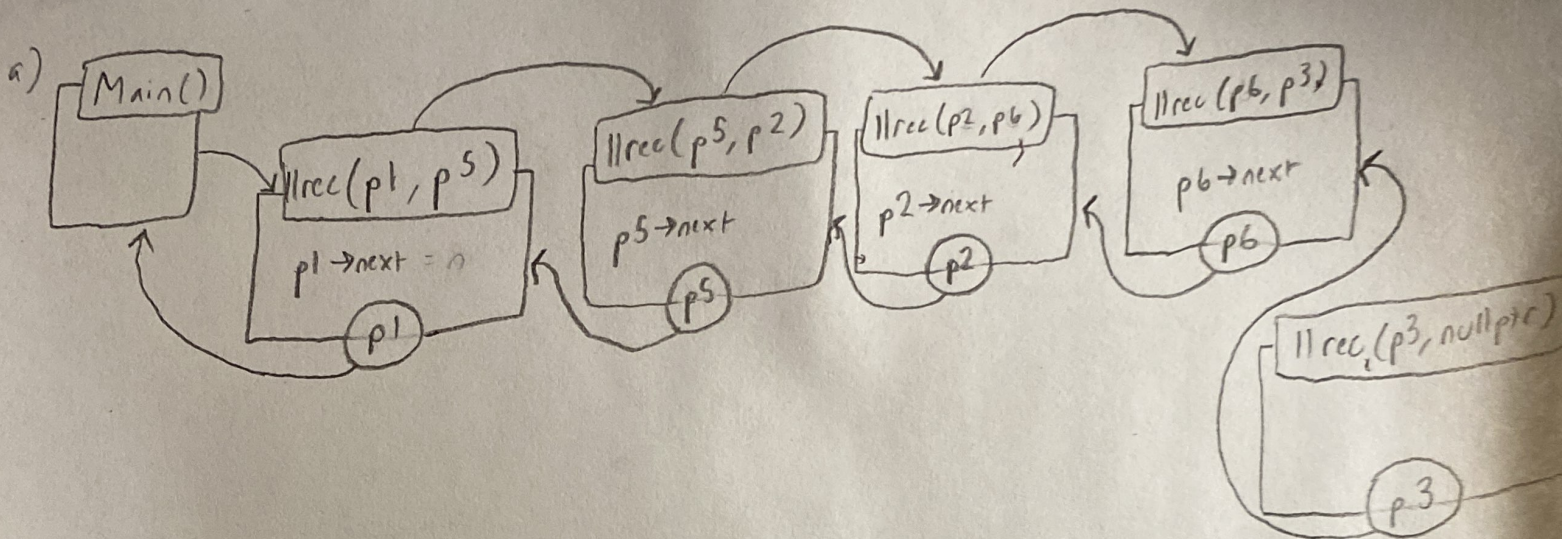 a)
Main()
llrec(p1, p5)
p1→next = n
p1
llrec(p5, p2)
p5→next
p5
llrec(p2, p6)
p2→next
p2
llrec(p6, p3)
p6→next
p6
llrec(p3, nullptr)
p3